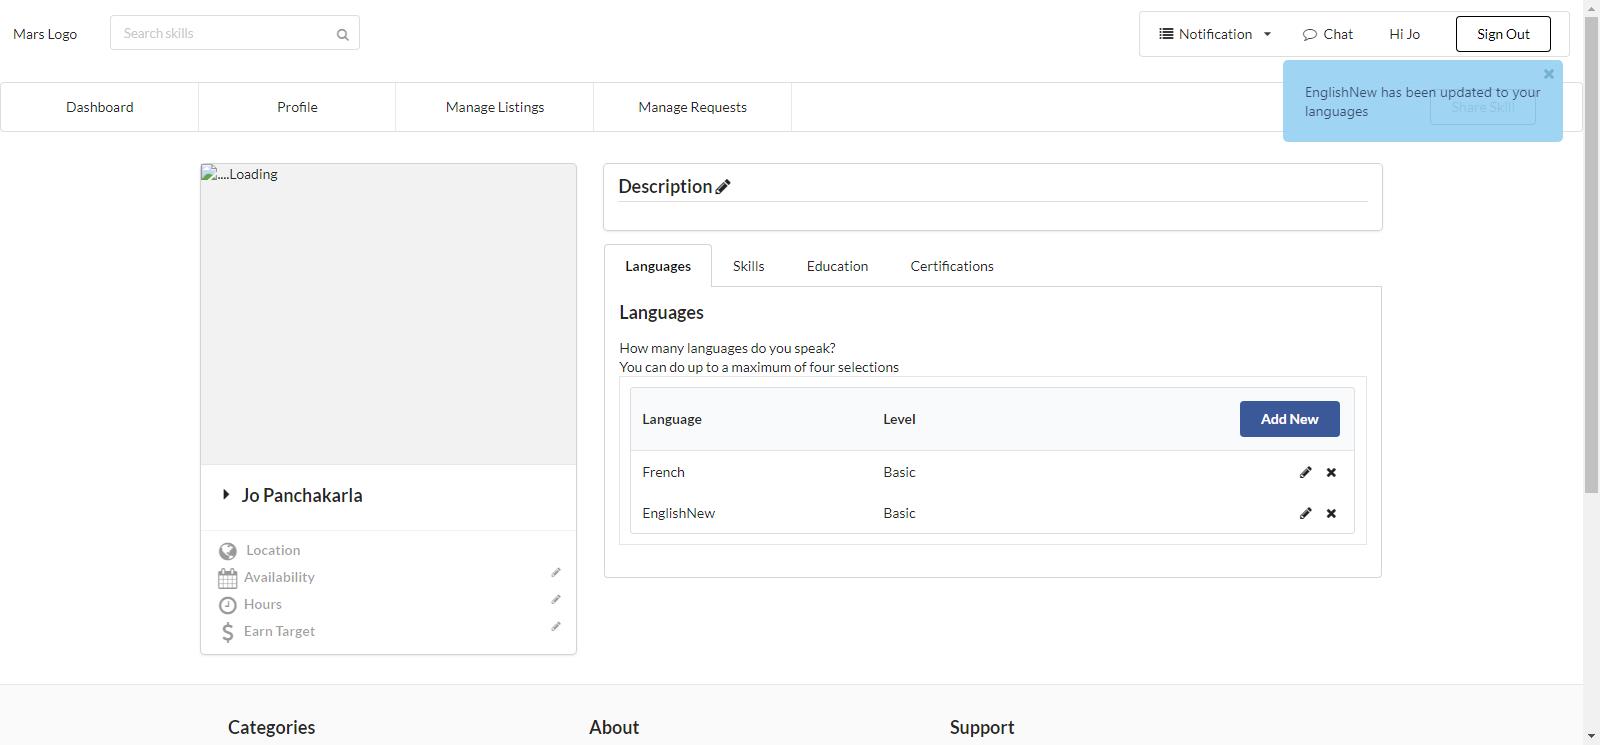 Mars Logo
Search skills
Notification
Chat
Hi Jo
Sign Out
Dashboard
Profile
Manage Listings
Manage Requests
Share Skill
EnglishNew has been updated to your
languages
....Loading
Jo Panchakarla
Location
Availability
Hours
Earn Target
Description
Languages
Skills
Education
Certifications
Languages
How many languages do you speak?
You can do up to a maximum of four selections
Language
Level
Add New
French
Basic
EnglishNew
Basic
Categories
About
Support